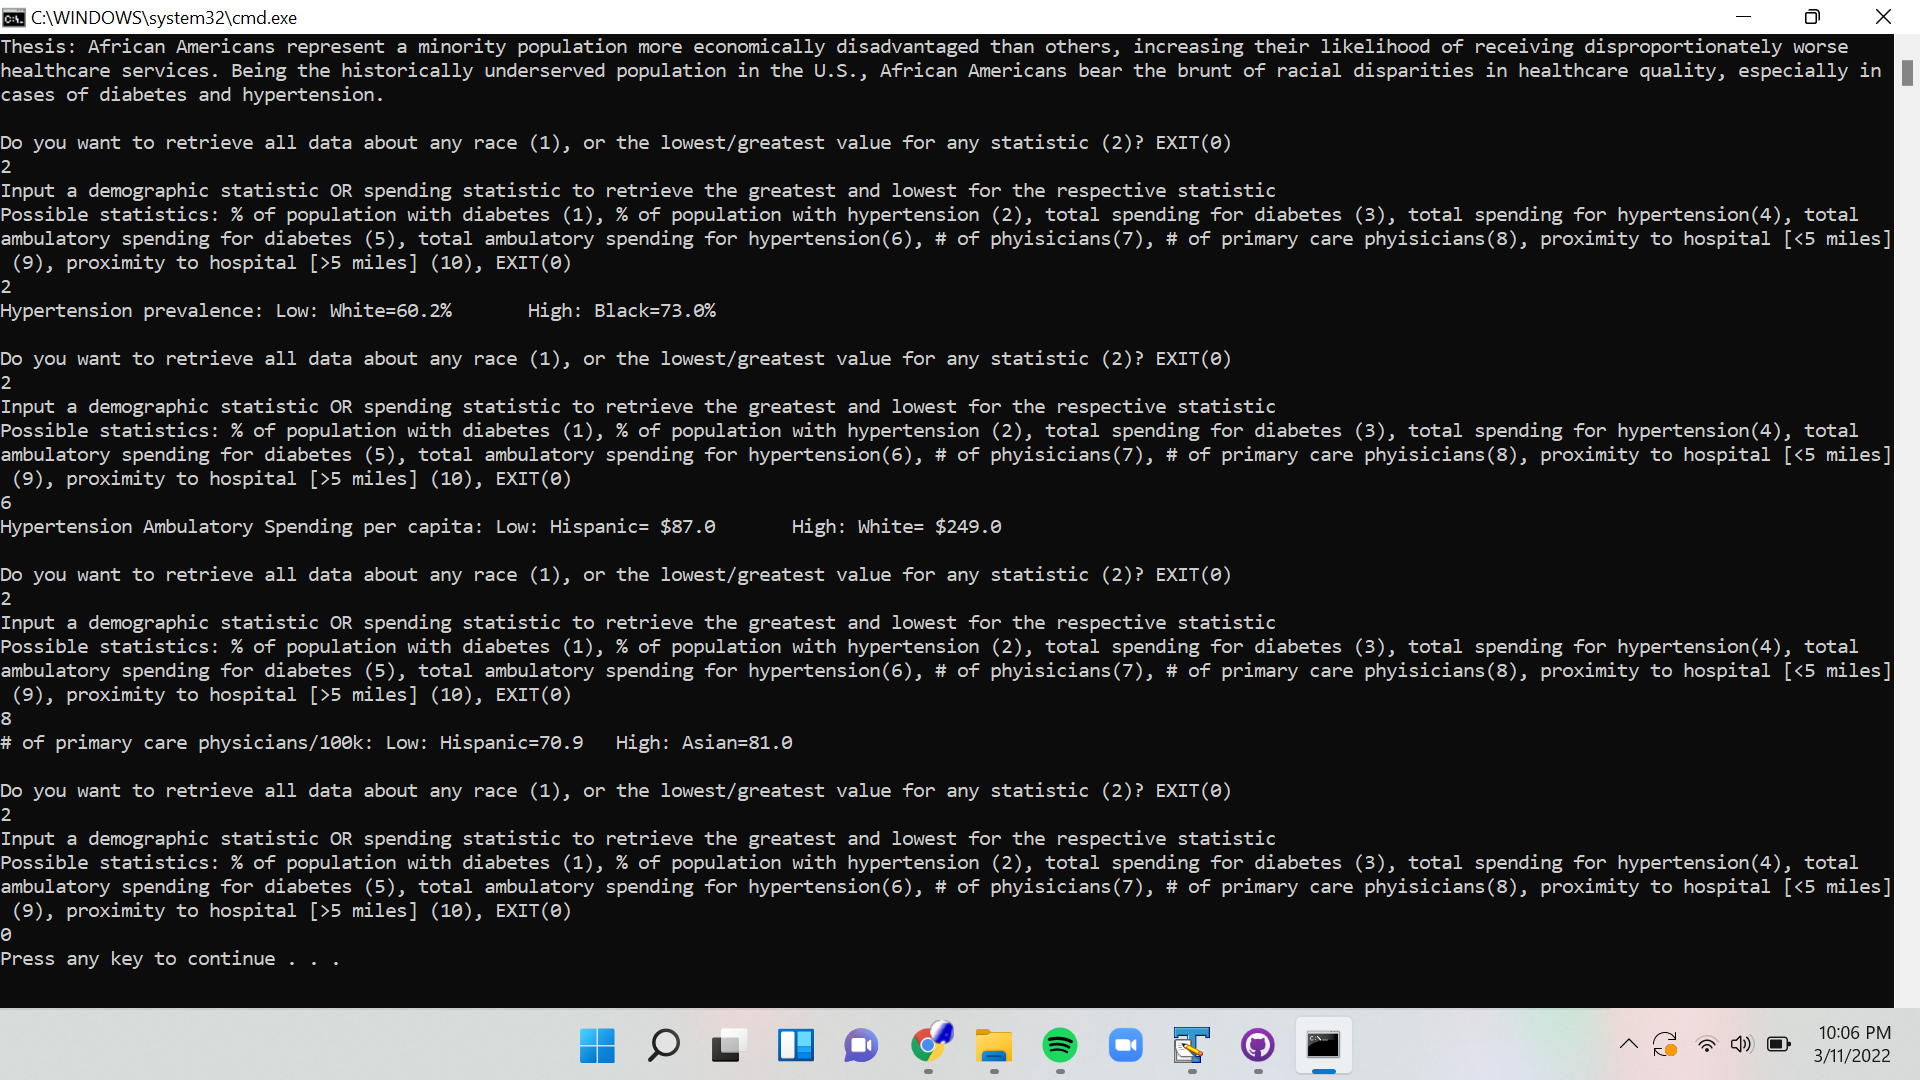 C:\WINDOWS\system32\cmd.exe
Thesis: African Americans represent a minority population more economically disadvantaged than others, increasing their likelihood of receiving disproportionately worse
healthcare services. Being the historically underserved population in the U.S., African Americans bear the brunt of racial disparities in healthcare quality, especially in
cases of diabetes and hypertension.
Do you want to retrieve all data about any race (1), or the lowest/greatest value for any statistic (2)? EXIT(0)
2
Input a demographic statistic OR spending statistic to retrieve the greatest and lowest for the respective statistic
Possible statistics: % of population with diabetes (1), % of population with hypertension (2), total spending for diabetes (3), total spending for hypertension(4), total
ambulatory spending for diabetes (5), total ambulatory spending for hypertension(6), # of phyisicians(7), # of primary care phyisicians(8), proximity to hospital [<5 miles]
(9), proximity to hospital [>5 miles] (10), EXIT(0)
2
Hypertension prevalence: Low: White=60.2% High: Black=73.0%
Do you want to retrieve all data about any race (1), or the lowest/greatest value for any statistic (2)? EXIT(0)
2
Input a demographic statistic OR spending statistic to retrieve the greatest and lowest for the respective statistic
Possible statistics: % of population with diabetes (1), % of population with hypertension (2), total spending for diabetes (3), total spending for hypertension(4), total
ambulatory spending for diabetes (5), total ambulatory spending for hypertension(6), # of phyisicians(7), # of primary care phyisicians(8), proximity to hospital [<5 miles]
(9), proximity to hospital [>5 miles] (10), EXIT(0)
6
Hypertension Ambulatory Spending per capita: Low: Hispanic= $87.0 High: White= $249.0
Do you want to retrieve all data about any race (1), or the lowest/greatest value for any statistic (2)? EXIT(0)
2
Input a demographic statistic OR spending statistic to retrieve the greatest and lowest for the respective statistic
Possible statistics: % of population with diabetes (1), % of population with hypertension (2), total spending for diabetes (3), total spending for hypertension(4), total
ambulatory spending for diabetes (5), total ambulatory spending for hypertension(6), # of phyisicians(7), # of primary care phyisicians(8), proximity to hospital [<5 miles]
(9), proximity to hospital [>5 miles] (10), EXIT(0)
8
# of primary care physicians/100k: Low: Hispanic=70.9 High: Asian=81.0
Do you want to retrieve all data about any race (1), or the lowest/greatest value for any statistic (2)? EXIT(0)
2
Input a demographic statistic OR spending statistic to retrieve the greatest and lowest for the respective statistic
Possible statistics: % of population with diabetes (1), % of population with hypertension (2), total spending for diabetes (3), total spending for hypertension(4), total
ambulatory spending for diabetes (5), total ambulatory spending for hypertension(6), # of phyisicians(7), # of primary care phyisicians(8), proximity to hospital [<5 miles]
(9), proximity to hospital [>5 miles] (10), EXIT(0)
0
Press any key to continue . . .
10:06 PM
3/11/2022